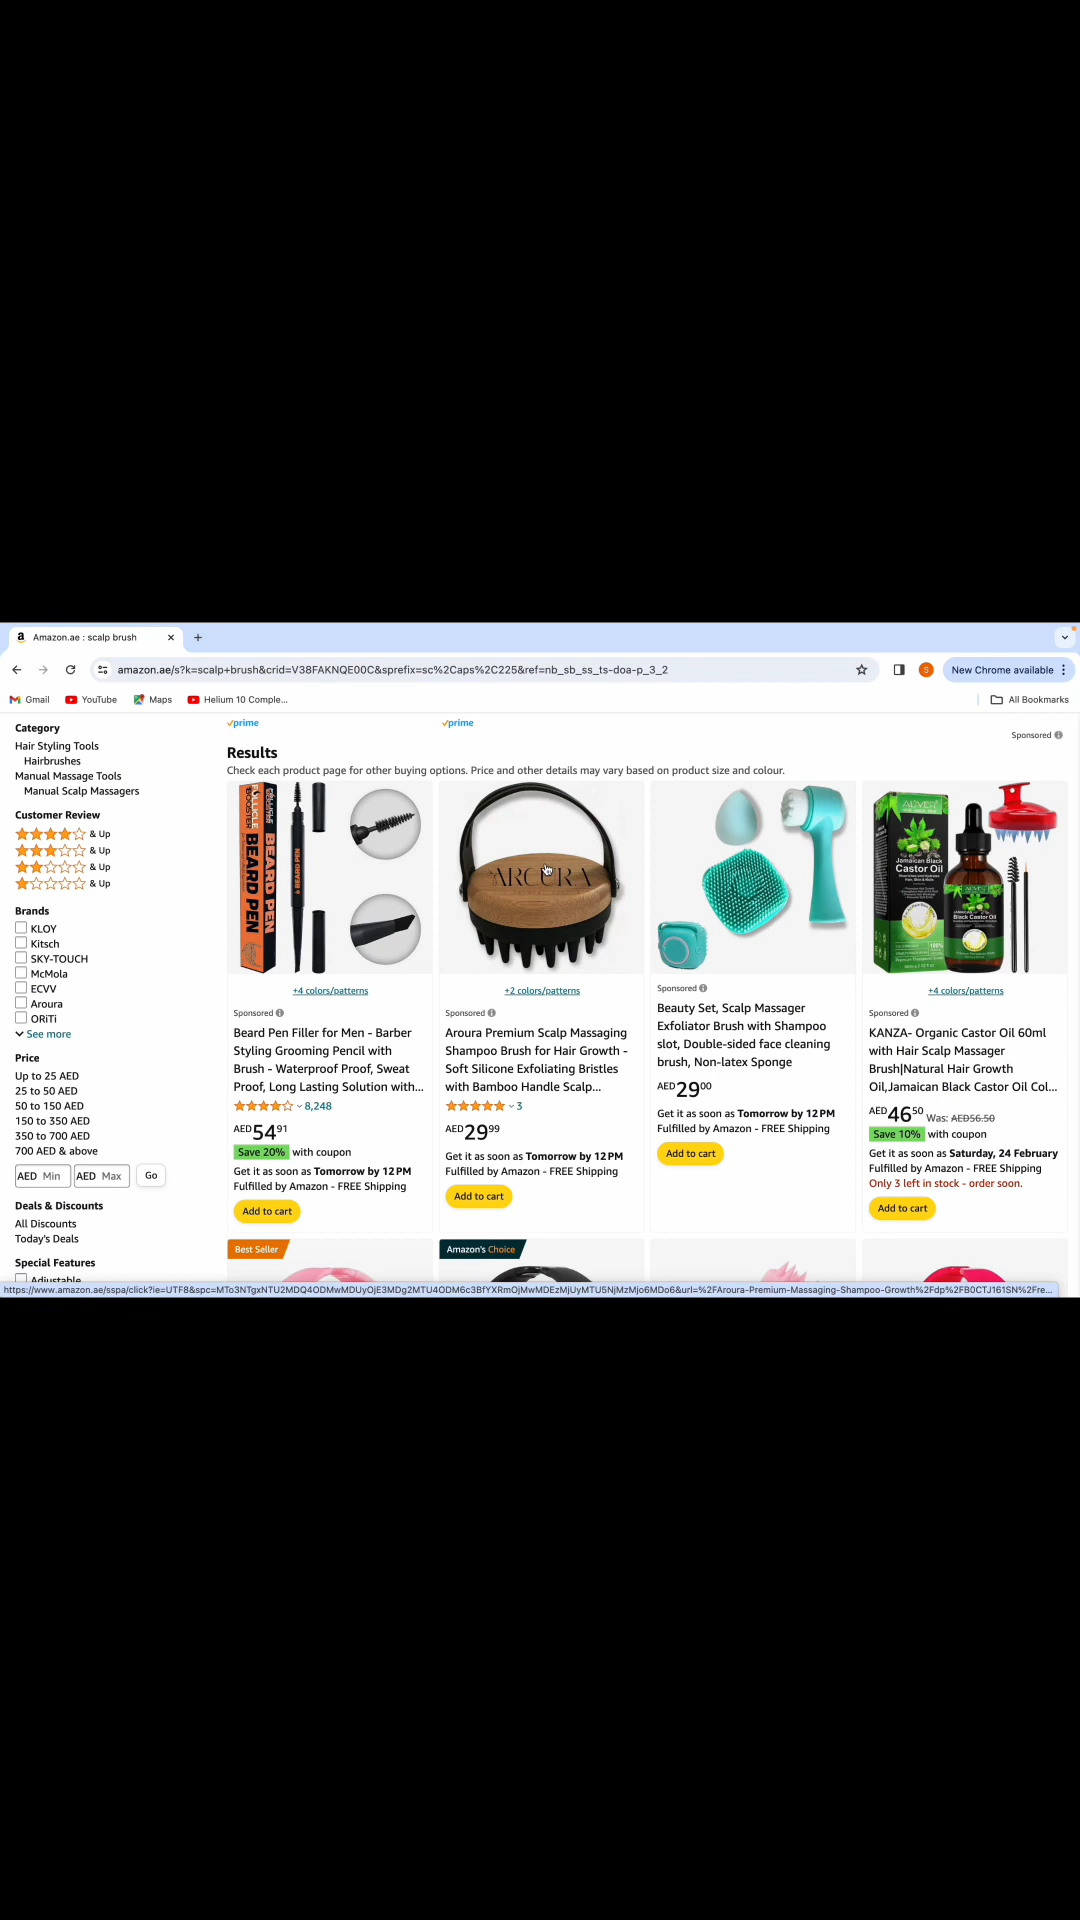 Amazon.ae : scalp brush
amazon.ae/s?k=scalp+brush&crid=V38FAKNQE00C&sprefix=sc%2Caps%2C225&ref=nb_sb_ss_ts-doa-p_3_2
New Chrome available
Gmail
YouTube
Maps
Helium 10 Comple...
All Bookmarks
Category
Hair Styling Tools
Hairbrushes
Manual Massage Tools
Manual Scalp Massagers
Customer Review
& Up
& Up
& Up
& Up
Brands
KLOY
Kitsch
SKY-TOUCH
McMola
ECVV
Aroura
ORiTi
See more
Price
Up to 25 AED
25 to 50 AED
50 to 150 AED
150 to 350 AED
350 to 700 AED
700 AED & above
AED Min AED Max Go
Deals & Discounts
All Discounts
Today's Deals
Special Features
Adjustable
prime
prime
Sponsored
Results
Check each product page for other buying options. Price and other details may vary based on product size and colour.
BEARD PEN
BEARD PEN
+4 colors/patterns
Sponsored
Beard Pen Filler for Men - Barber
Styling Grooming Pencil with
Brush - Waterproof Proof, Sweat
Proof, Long Lasting Solution with...
8,248
AED54 91
Save 20% with coupon
Get it as soon as Tomorrow by 12 PM
Fulfilled by Amazon - FREE Shipping
Add to cart
Best Seller
+2 colors/patterns
Sponsored
Aroura Premium Scalp Massaging
Shampoo Brush for Hair Growth -
Soft Silicone Exfoliating Bristles
with Bamboo Handle Scalp...
3
AED29 99
Get it as soon as Tomorrow by 12 PM
Fulfilled by Amazon - FREE Shipping
Add to cart
Amazon's Choice
Sponsored
Beauty Set, Scalp Massager
Exfoliator Brush with Shampoo
slot, Double-sided face cleaning
brush, Non-latex Sponge
AED29 00
Get it as soon as Tomorrow by 12 PM
Fulfilled by Amazon - FREE Shipping
Add to cart
ALIVER
Jamaican Black
Castor Oil
Black Castor Oil
+4 colors/patterns
Sponsored
KANZA- Organic Castor Oil 60ml
with Hair Scalp Massager
Brush|Natural Hair Growth
Oil,Jamaican Black Castor Oil Col...
AED46 50 Was: AED56.50
Save 10% with coupon
Get it as soon as Saturday, 24 February
Fulfilled by Amazon - FREE Shipping
Only 3 left in stock - order soon.
Add to cart